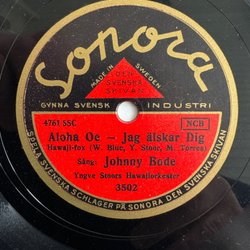 Sonora
MADE IN SWEDEN
DEN
SVENSKA
SKIVAN
GYNNA SVENSK INDUSTRI
4761 SSC
NCB
Aloha Oe - Jag älskar Dig
Hawaji-fox (W. Blue, Y. Stoor, M. Torres)
Sång: Johnny Bode
Yngve Stoors Hawajiorkester
3502
SPELA SVENSKA SCHLAGER PÅ SONORA DEN SVENSKA SKIVAN